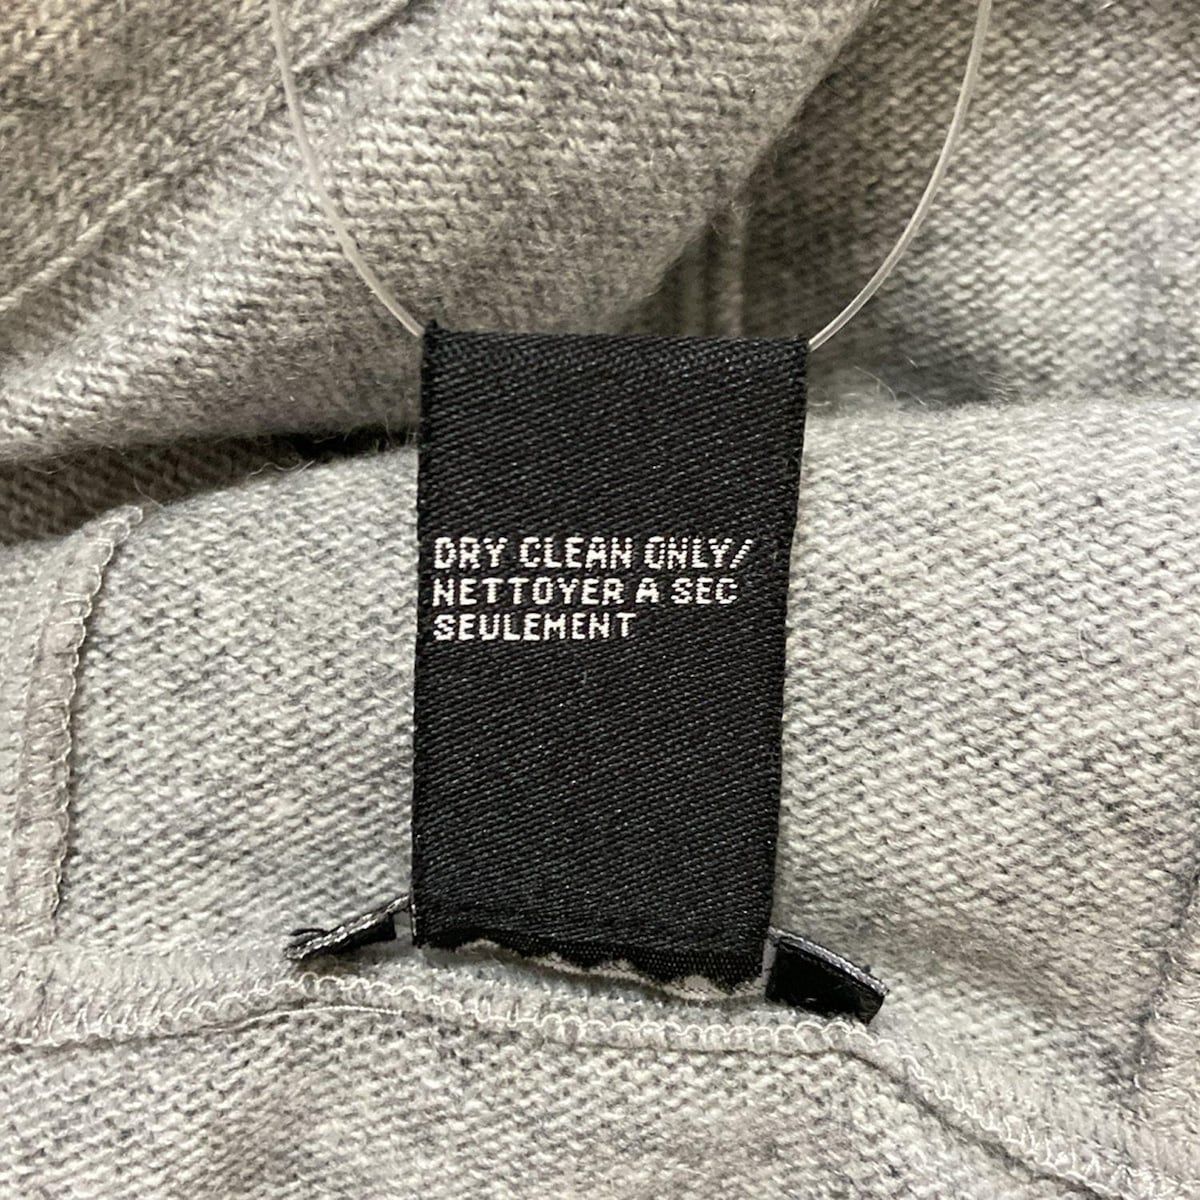 DRY CLEAN ONLY/
NETTOYER A SEC
SEULEMENT